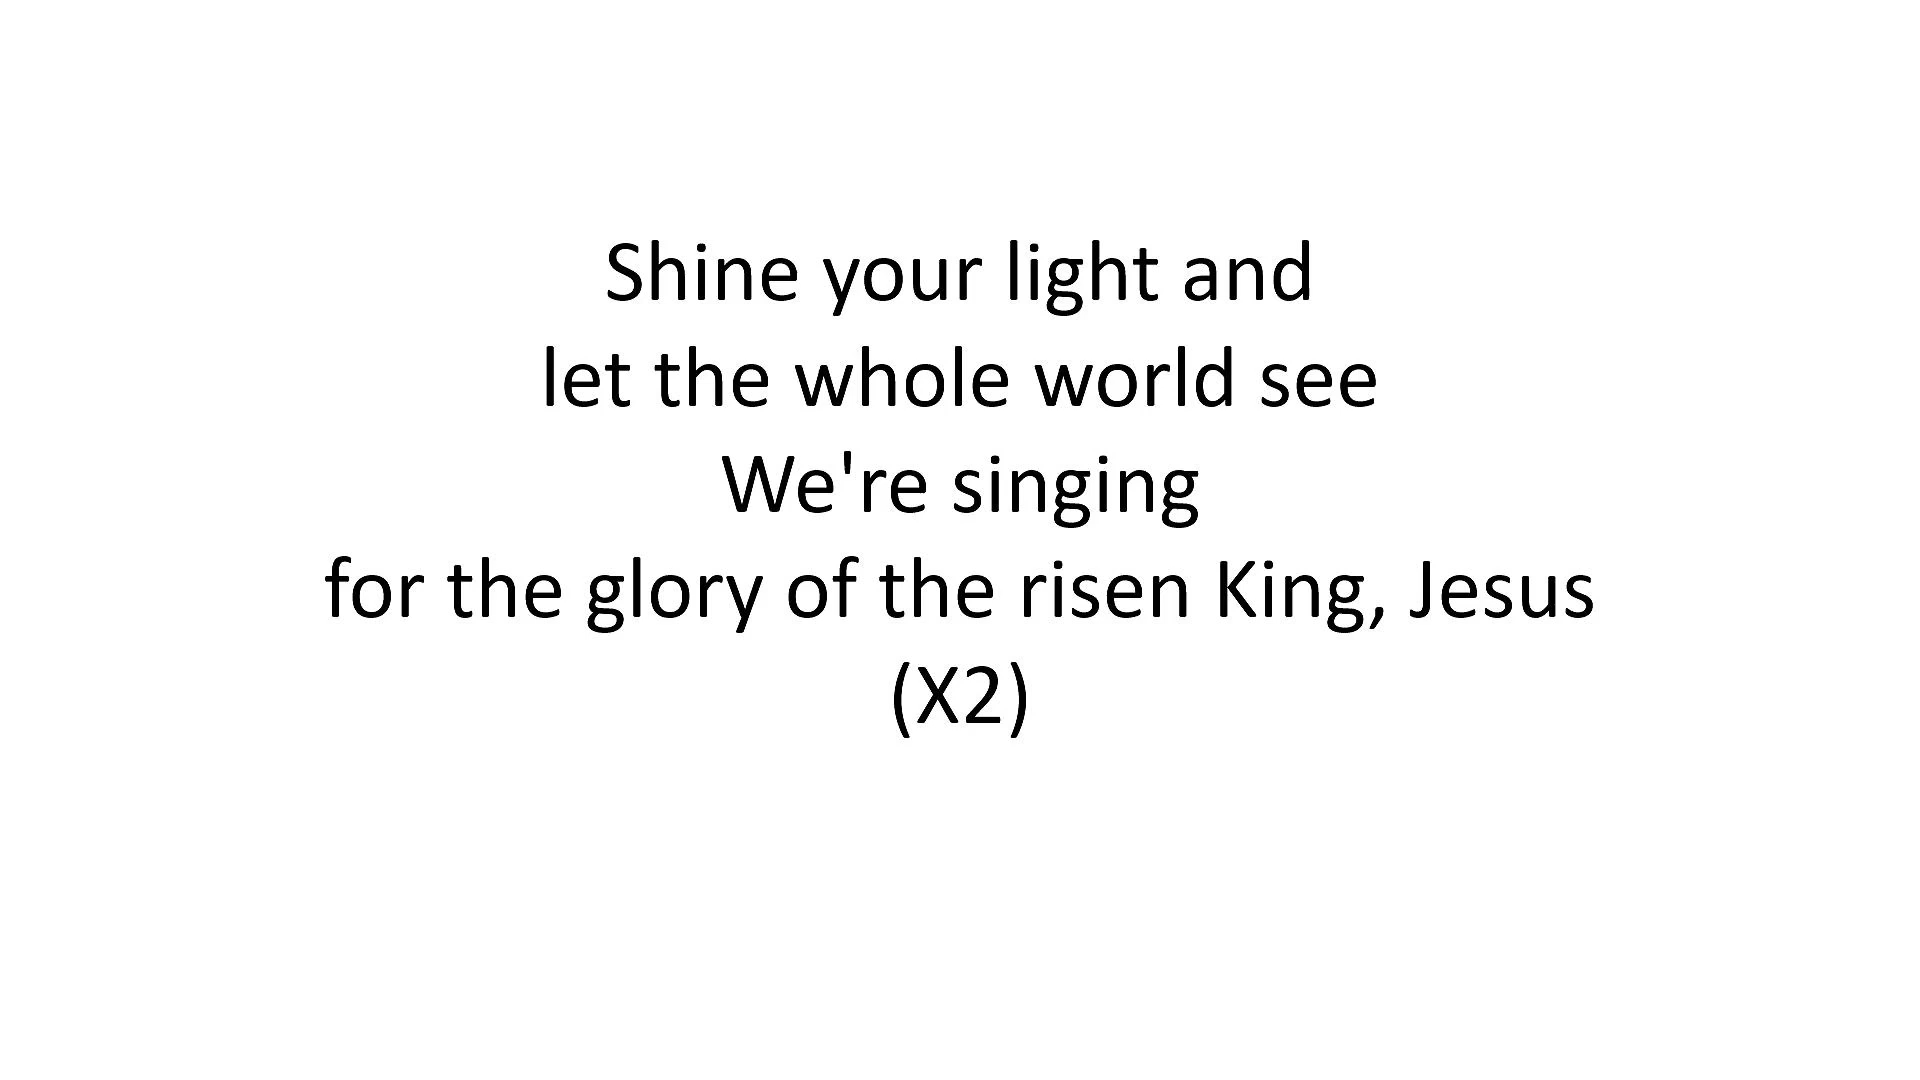 Shine your light and
let the whole world see
We're singing
for the glory of the risen King, Jesus
(X2)